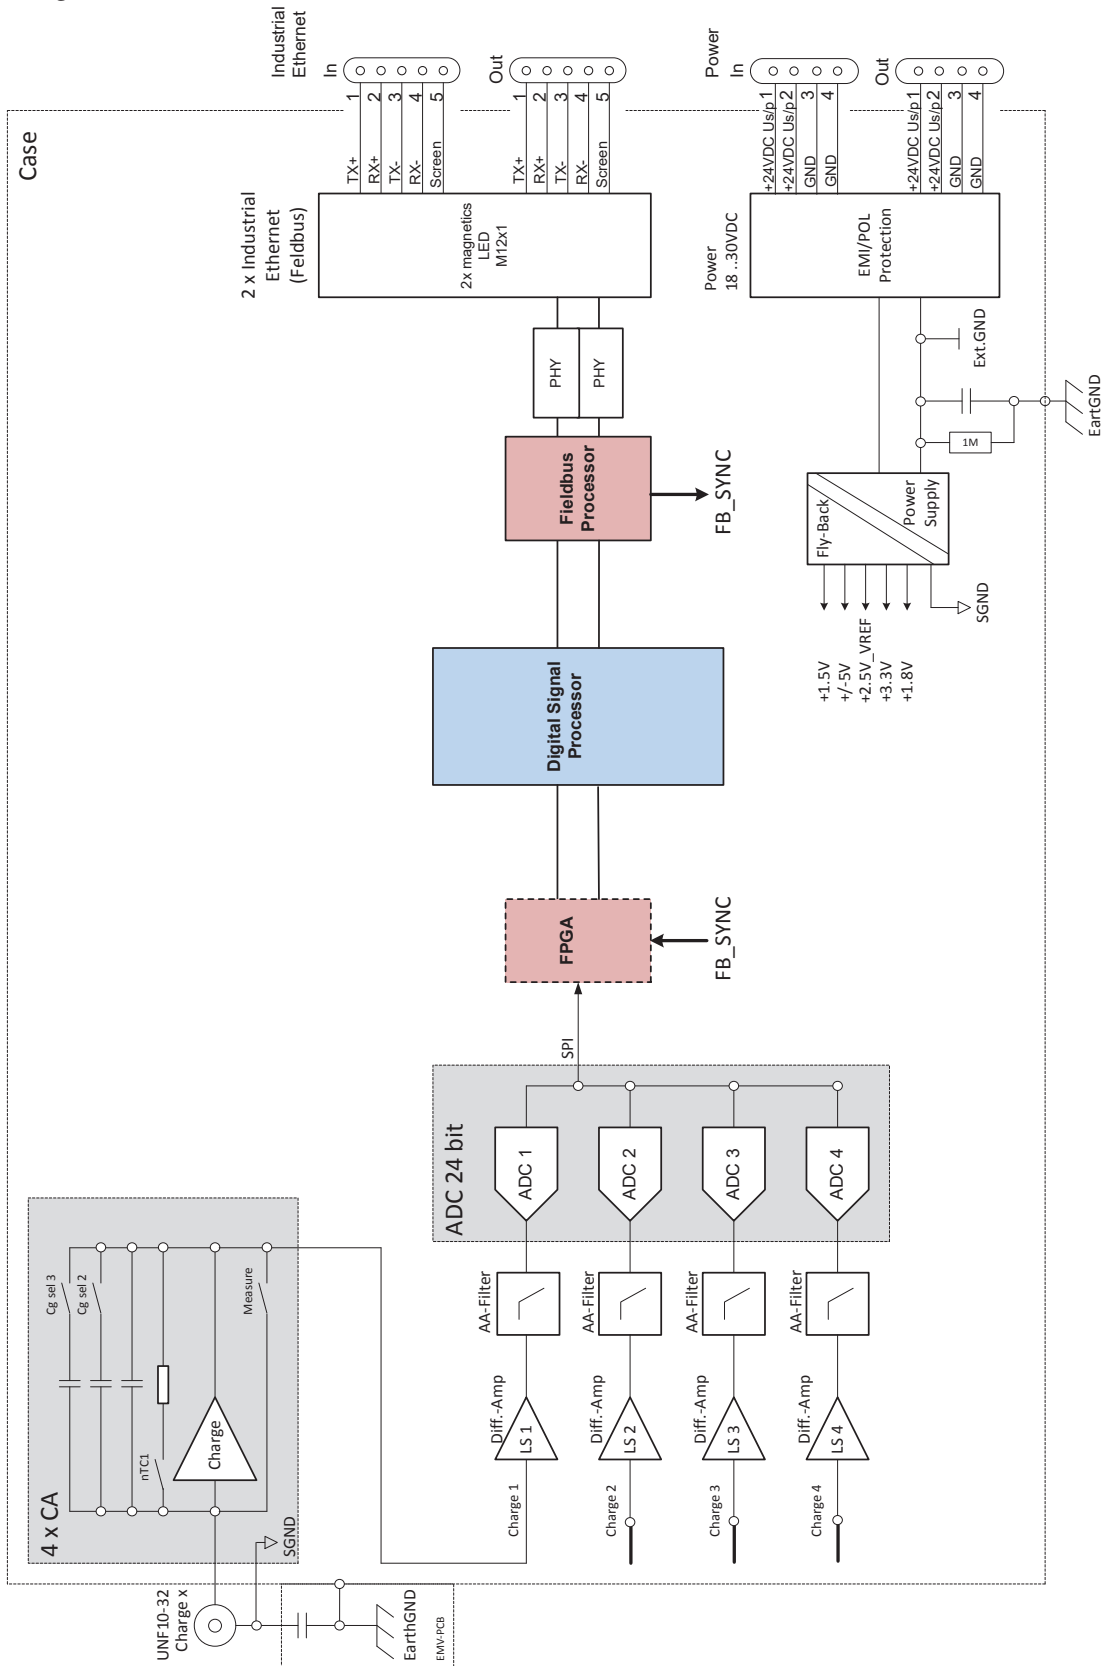 Case
Industrial
Ethernet
In
1
2
3
4
5
TX+
RX+
TX-
RX-
Screen
Out
1
2
3
4
5
TX+
RX+
TX-
RX-
Screen
Power
In
1
2
3
4
+24VDC Us/p
+24VDC Us/p
GND
GND
Out
1
2
3
4
+24VDC Us/p
+24VDC Us/p
GND
GND
2 x Industrial
Ethernet
(Feldbus)
2x magnetics
LED
M12x1
Power
18 ..30VDC
EMI/POL
Protection
PHY
PHY
Ext.GND
EartGND
1M
Fieldbus
Processor
FB_SYNC
Fly-Back
Power
Supply
SGND
+1.5V
+/-5V
+2.5V_VREF
+3.3V
+1.8V
Digital Signal
Processor
FPGA
FB_SYNC
SPI
ADC 24 bit
ADC 1
ADC 2
ADC 3
ADC 4
AA-Filter
AA-Filter
AA-Filter
AA-Filter
Diff.-Amp
Diff.-Amp
Diff.-Amp
Diff.-Amp
LS 1
LS 2
LS 3
LS 4
Charge 1
Charge 2
Charge 3
Charge 4
4 x CA
Cg sel 3
Cg sel 2
Measure
nTC1
Charge
SGND
UNF10-32
Charge x
EarthGND
EMV-PCB